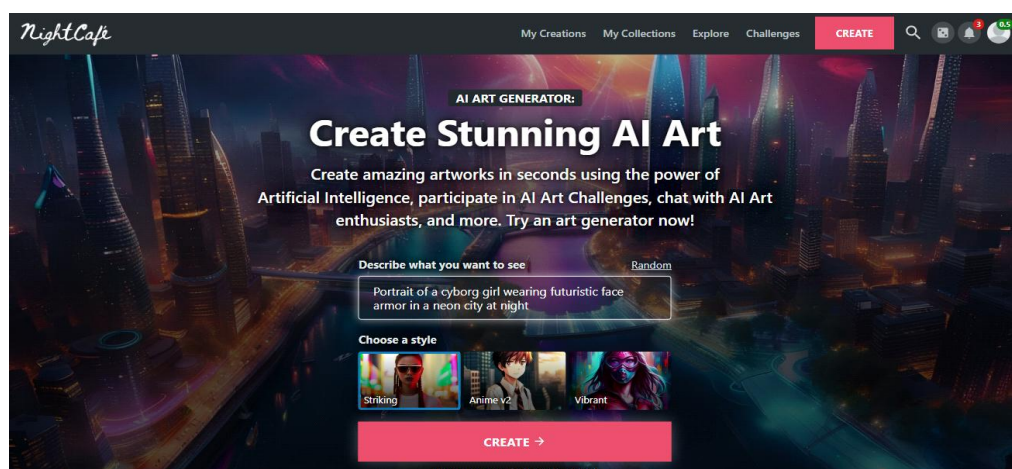 NightCafé
My Creations My Collections Explore Challenges CREATE 3 0.5
AI ART GENERATOR:
Create Stunning AI Art
Create amazing artworks in seconds using the power of
Artificial Intelligence, participate in AI Art Challenges, chat with AI Art
enthusiasts, and more. Try an art generator now!
Describe what you want to see Random
Portrait of a cyborg girl wearing futuristic face
armor in a neon city at night
Choose a style
Striking Anime v2 Vibrant
CREATE →